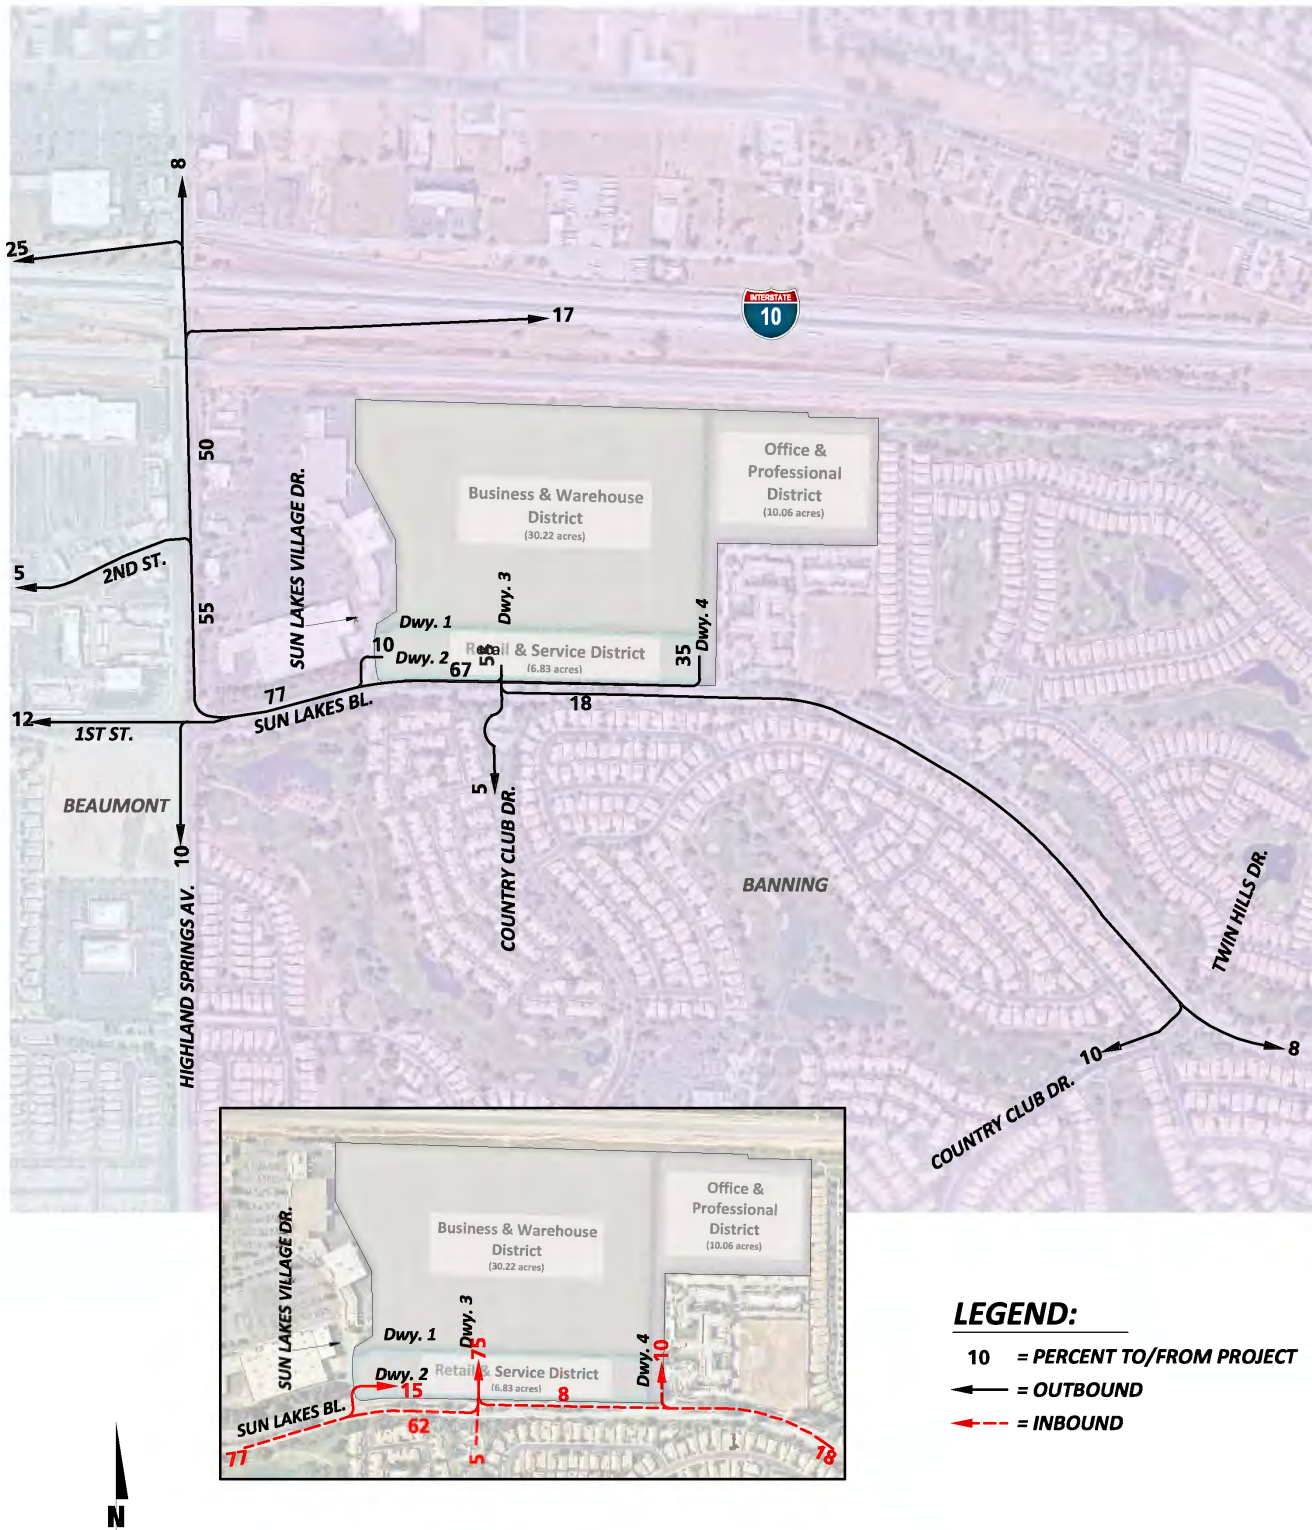 8
25
17
INTERSTATE
10
50
SUN LAKES VILLAGE DR.
Business & Warehouse
District
(30.22 acres)
Office &
Professional
District
(10.06 acres)
5
2ND ST.
55
Dwy. 1
Dwy. 3
Dwy. 4
10
Dwy. 2
Retail & Service District
(6.83 acres)
55
35
67
77
SUN LAKES BL.
18
12
1ST ST.
BEAUMONT
10
HIGHLAND SPRINGS AV.
5
COUNTRY CLUB DR.
BANNING
TWIN HILLS DR.
10
8
COUNTRY CLUB DR.
SUN LAKES VILLAGE DR.
Business & Warehouse
District
(30.22 acres)
Office &
Professional
District
(10.06 acres)
Dwy. 1
Dwy. 3
75
Dwy. 4
10
Dwy. 2
15
Retail & Service District
(6.83 acres)
8
SUN LAKES BL.
62
77
5
18
N
LEGEND:
10 = PERCENT TO/FROM PROJECT
= OUTBOUND
= INBOUND